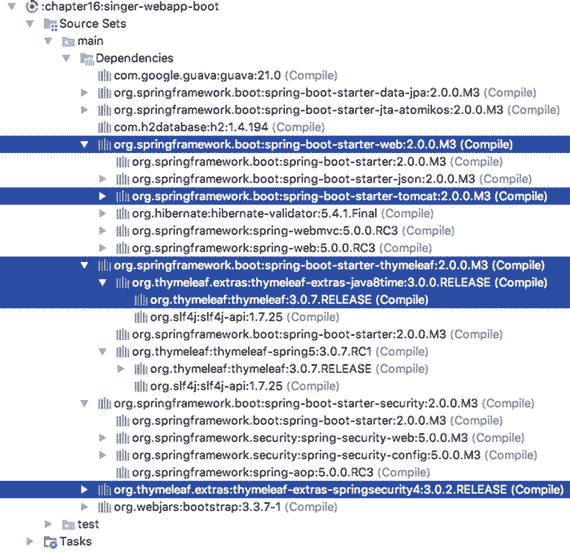 :chapter16:singer-webapp-boot
Source Sets
main
Dependencies
com.google.guava:guava:21.0 (Compile)
org.springframework.boot:spring-boot-starter-data-jpa:2.0.0.M3 (Compile)
org.springframework.boot:spring-boot-starter-jta-atomikos:2.0.0.M3 (Compile)
com.h2database:h2:1.4.194 (Compile)
org.springframework.boot:spring-boot-starter-web:2.0.0.M3 (Compile)
org.springframework.boot:spring-boot-starter:2.0.0.M3 (Compile)
org.springframework.boot:spring-boot-starter-json:2.0.0.M3 (Compile)
org.springframework.boot:spring-boot-starter-tomcat:2.0.0.M3 (Compile)
org.hibernate:hibernate-validator:5.4.1.Final (Compile)
org.springframework:spring-webmvc:5.0.0.RC3 (Compile)
org.springframework:spring-web:5.0.0.RC3 (Compile)
org.springframework.boot:spring-boot-starter-thymeleaf:2.0.0.M3 (Compile)
org.thymeleaf.extras:thymeleaf-extras-java8time:3.0.0.RELEASE (Compile)
org.thymeleaf:thymeleaf:3.0.7.RELEASE (Compile)
org.slf4j:slf4j-api:1.7.25 (Compile)
org.springframework.boot:spring-boot-starter:2.0.0.M3 (Compile)
org.thymeleaf:thymeleaf-spring5:3.0.7.RC1 (Compile)
org.thymeleaf:thymeleaf:3.0.7.RELEASE (Compile)
org.slf4j:slf4j-api:1.7.25 (Compile)
org.springframework.boot:spring-boot-starter-security:2.0.0.M3 (Compile)
org.springframework.boot:spring-boot-starter:2.0.0.M3 (Compile)
org.springframework.security:spring-security-web:5.0.0.M3 (Compile)
org.springframework.security:spring-security-config:5.0.0.M3 (Compile)
org.springframework:spring-aop:5.0.0.RC3 (Compile)
org.thymeleaf.extras:thymeleaf-extras-springsecurity4:3.0.2.RELEASE (Compile)
org.webjars:bootstrap:3.3.7-1 (Compile)
test
Tasks